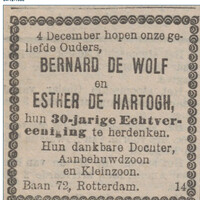 4 December hopen onze ge-
liefde Ouders,
BERNARD DE WOLF
en
ESTHER DE HARTOGH,
hun 30-jarige Echtver-
eeniging te herdenken.
Hun dankbare Dochter,
Aanbehuwdzoon
en Kleinzoon.
Baan 72, Rotterdam. 14